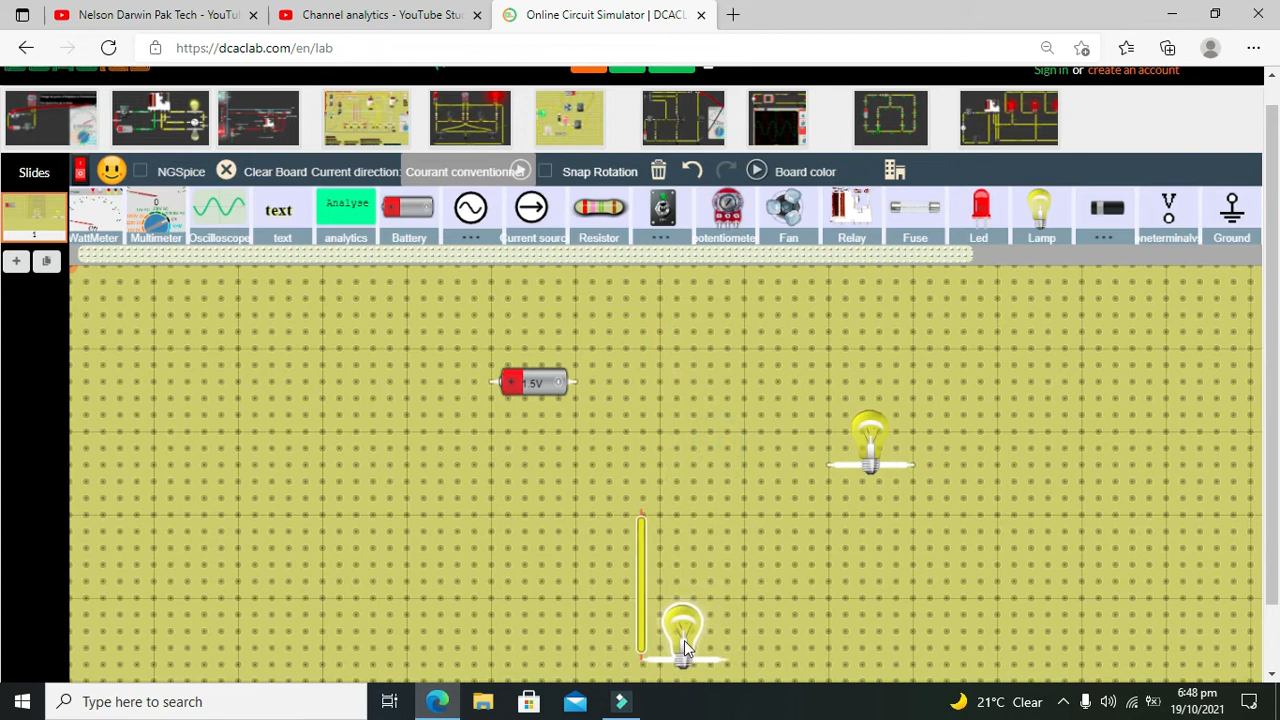 Nelson Darwin Pak Tech - YouTu
Channel analytics - YouTube Stu
Online Circuit Simulator | DCACL
https://dcaclab.com/en/lab
Sign in or create an account
Slides
NGSpice
Clear Board
Current direction:
Courant conventionnel
Snap Rotation
Board color
text
Analyse
WattMeter
Multimeter
Oscilloscope
text
analytics
Battery
...
Current sourc
Resistor
...
potentiomete
Fan
Relay
Fuse
Led
Lamp
...
Ground
1
1.5V
Type here to search
21°C Clear
6:48 pm
19/10/2021